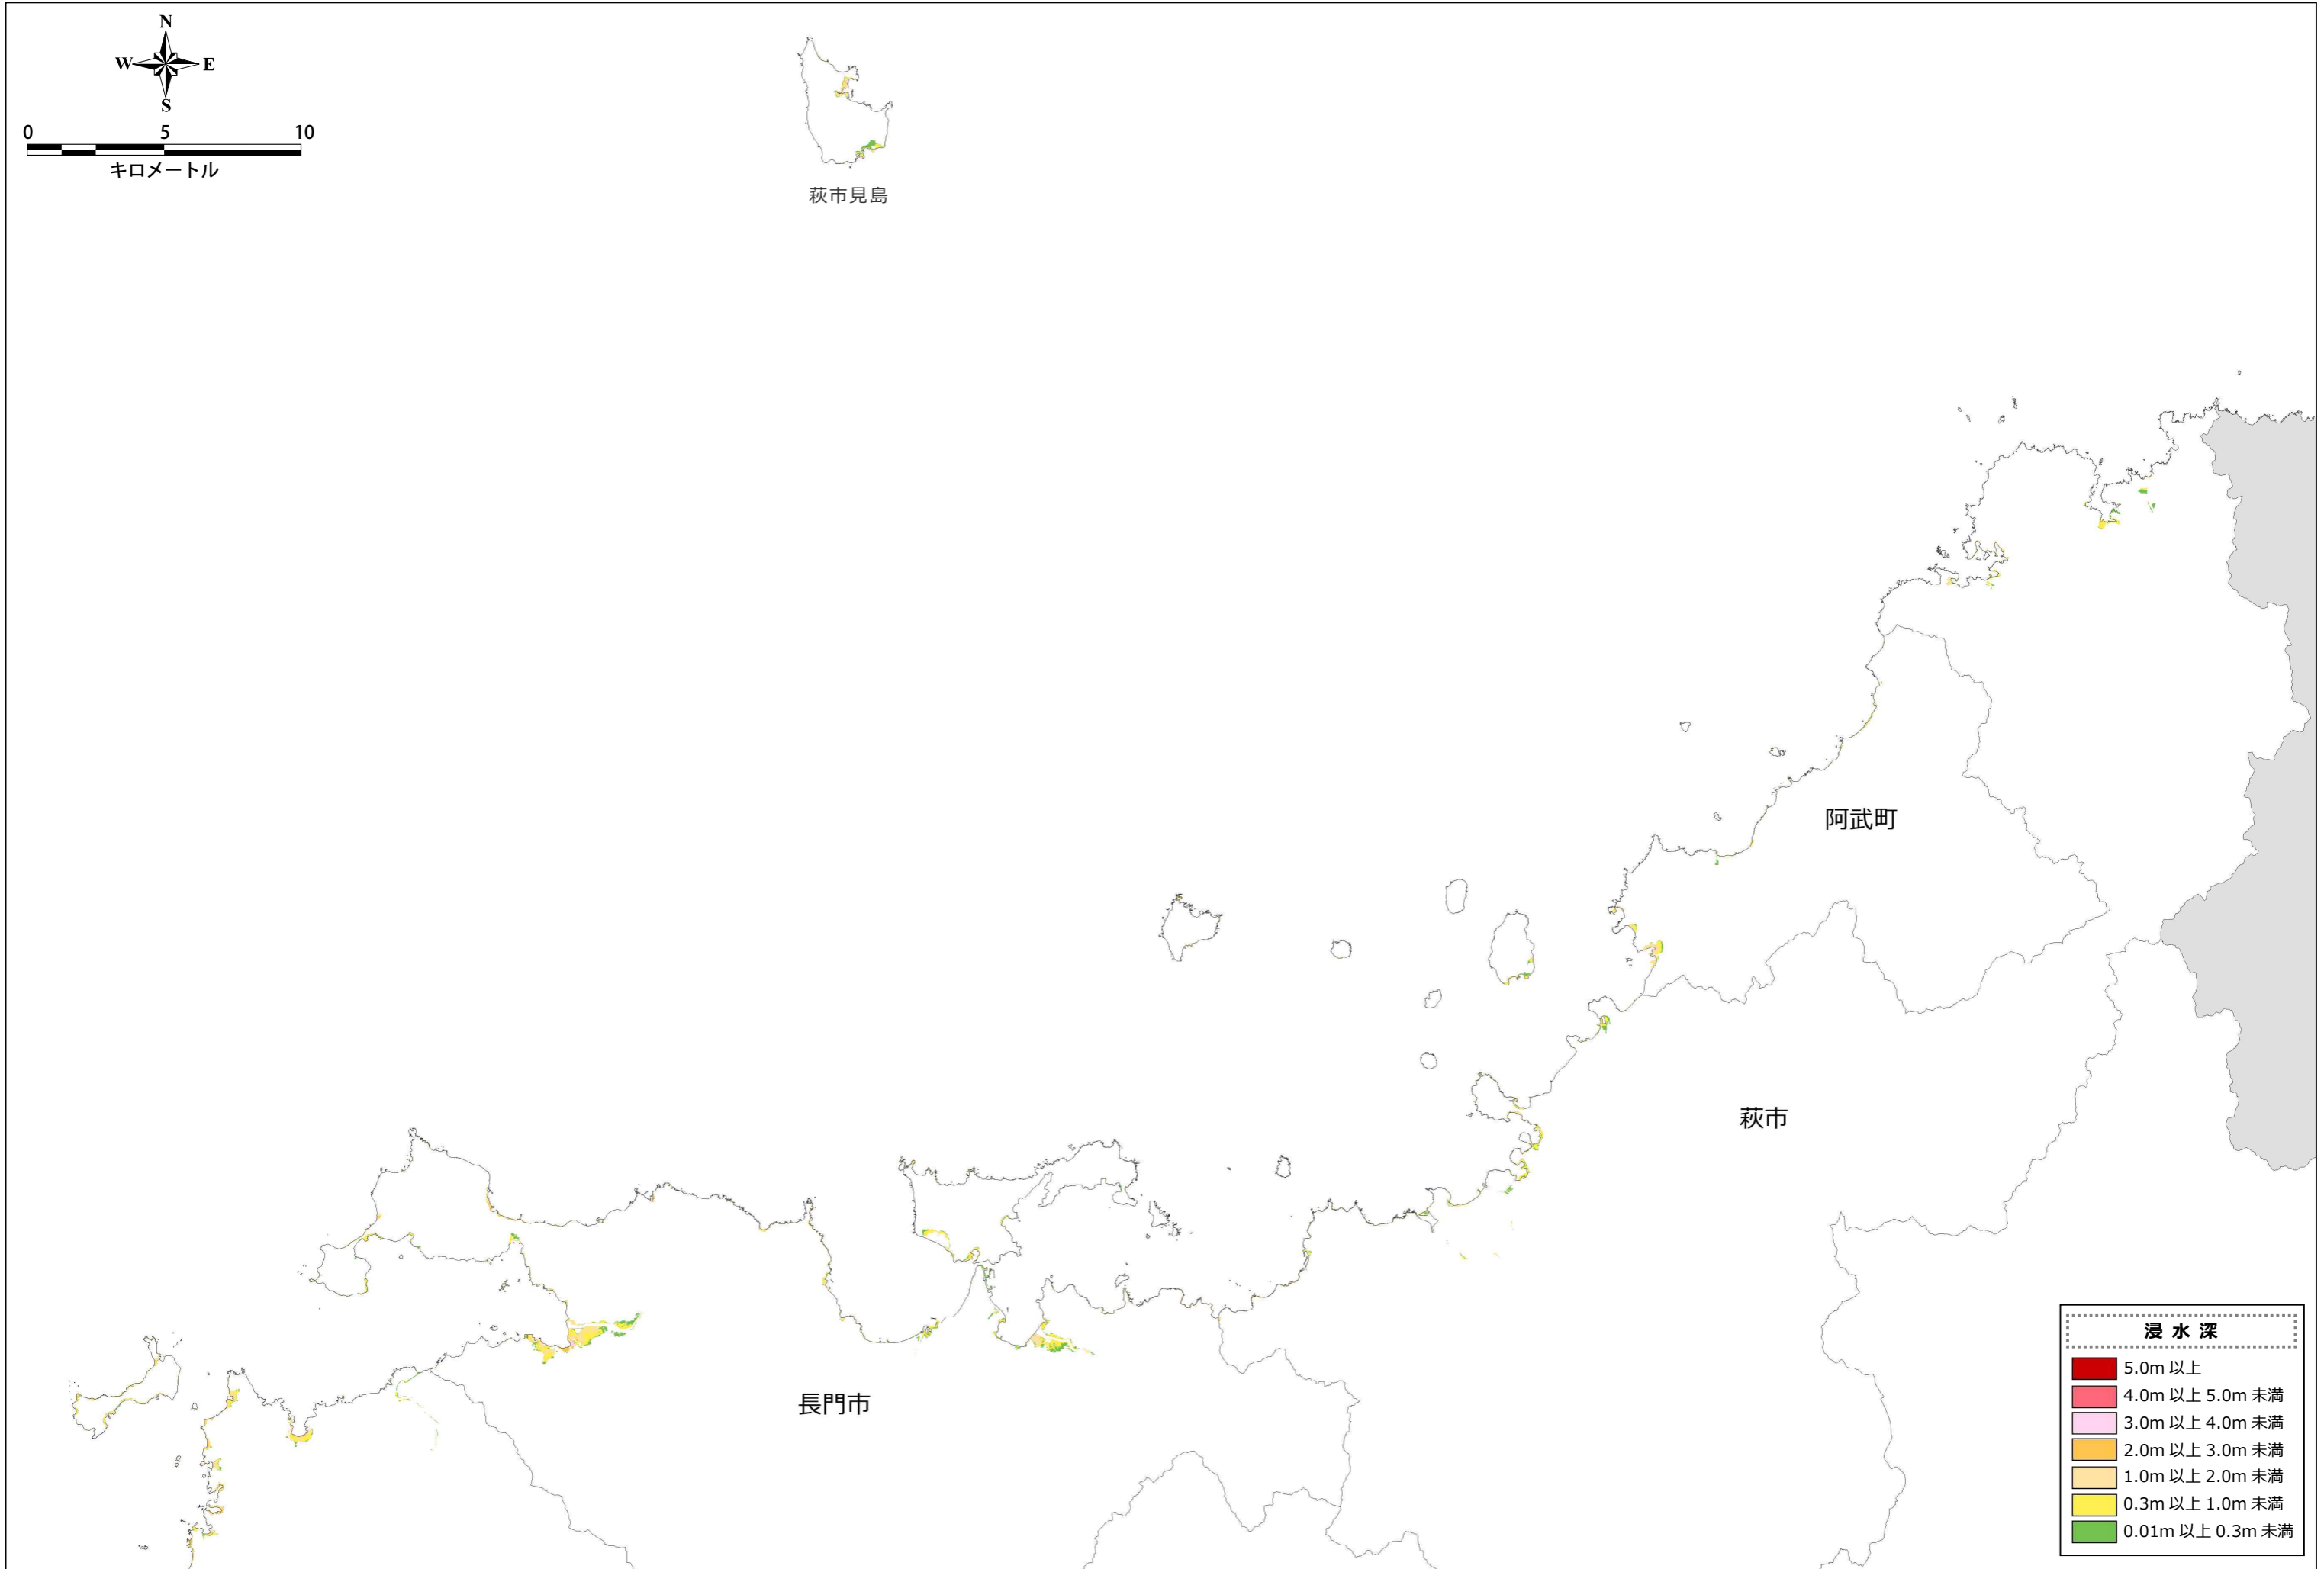 N
W E
S
0 5 10
キロメートル
萩市見島
阿武町
萩市
長門市
浸水深
5.0m 以上
4.0m 以上 5.0m 未満
3.0m 以上 4.0m 未満
2.0m 以上 3.0m 未満
1.0m 以上 2.0m 未満
0.3m 以上 1.0m 未満
0.01m 以上 0.3m 未満